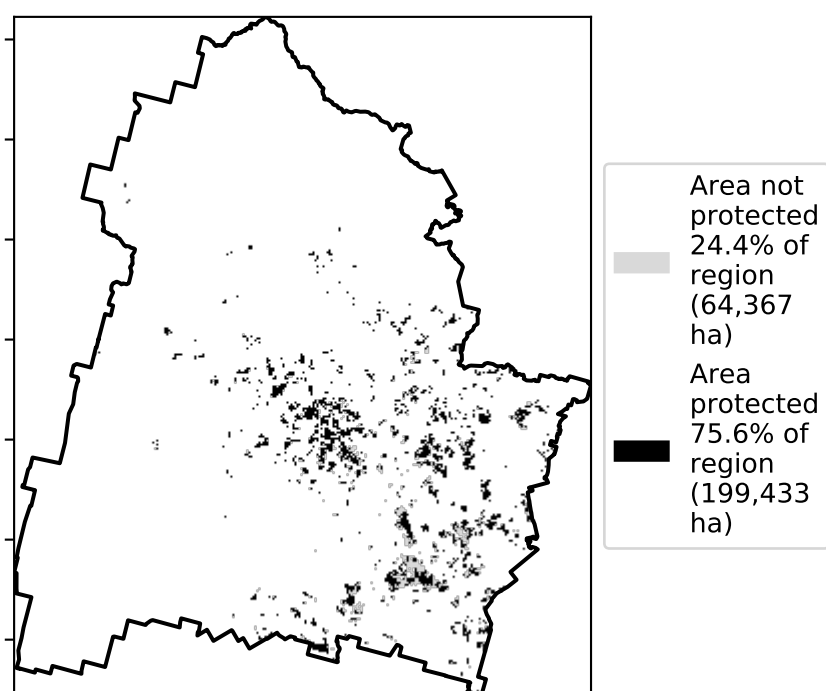 Area not
protected
24.4% of
region
(64,367
ha)
Area
protected
75.6% of
region
(199,433
ha)